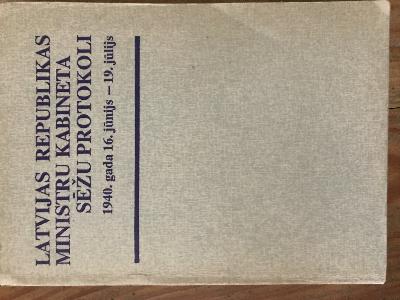 LATVIJAS REPUBLIKAS
MINISTRU KABINETA
SĒŽU PROTOKOLI
1940. gada 16. jūnijs – 19. jūlijs